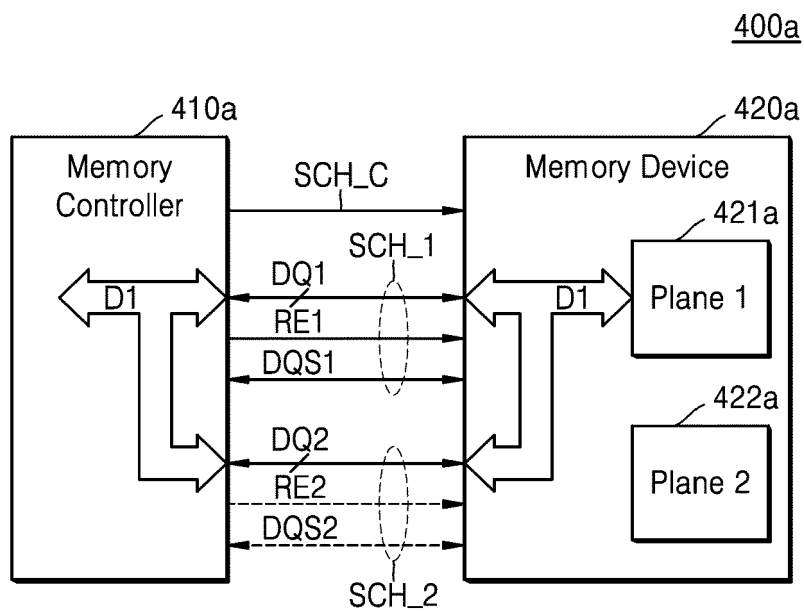 400a
410a
420a
Memory
Controller
SCH_C
Memory Device
SCH_1
421a
DQ1
D1
D1
Plane 1
RE1
DQS1
422a
DQ2
Plane 2
RE2
DQS2
SCH_2